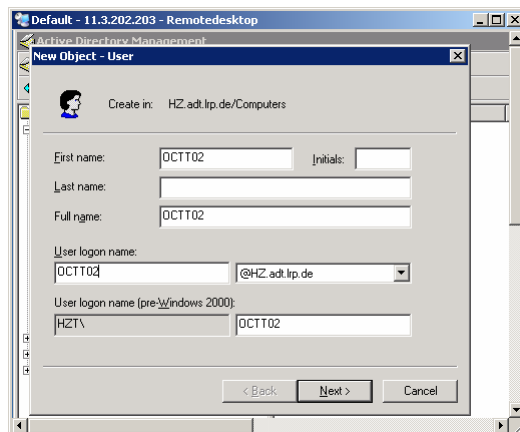 Default - 11.3.202.203 - Remotedesktop
Active Directory Management
New Object - User
Create in: HZ.adt.lrp.de/Computers
First name: OCTT02 Initials:
Last name:
Full name: OCTT02
User logon name:
OCTT02 @HZ.adt.lrp.de
User logon name (pre-Windows 2000):
HZT\ OCTT02
< Back Next > Cancel